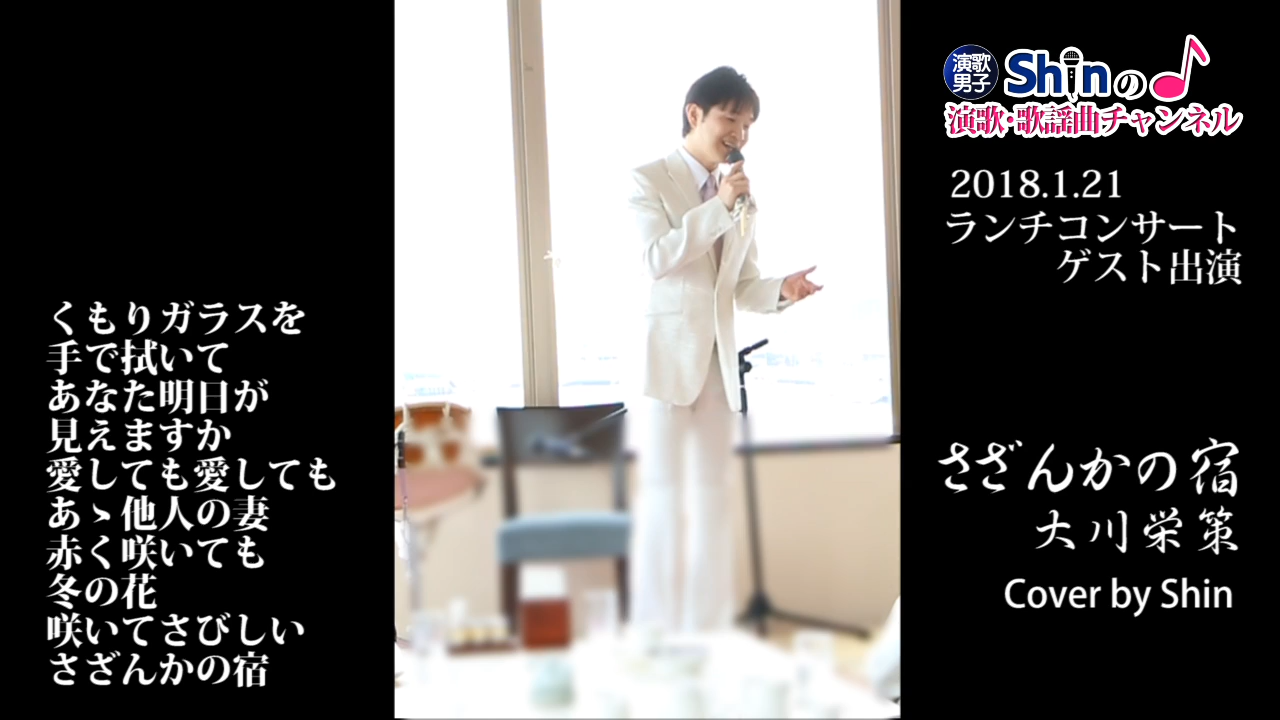 くもりガラスを
手で拭いて
あなた明日が
見えますか
愛しても愛しても
あゝ他人の妻
赤く咲いても
冬の花
咲いてさびしい
さざんかの宿
演歌男子 Shinの
演歌・歌謡曲チャンネル
2018.1.21
ランチコンサート
ゲスト出演
さざんかの宿
大川栄策
Cover by Shin